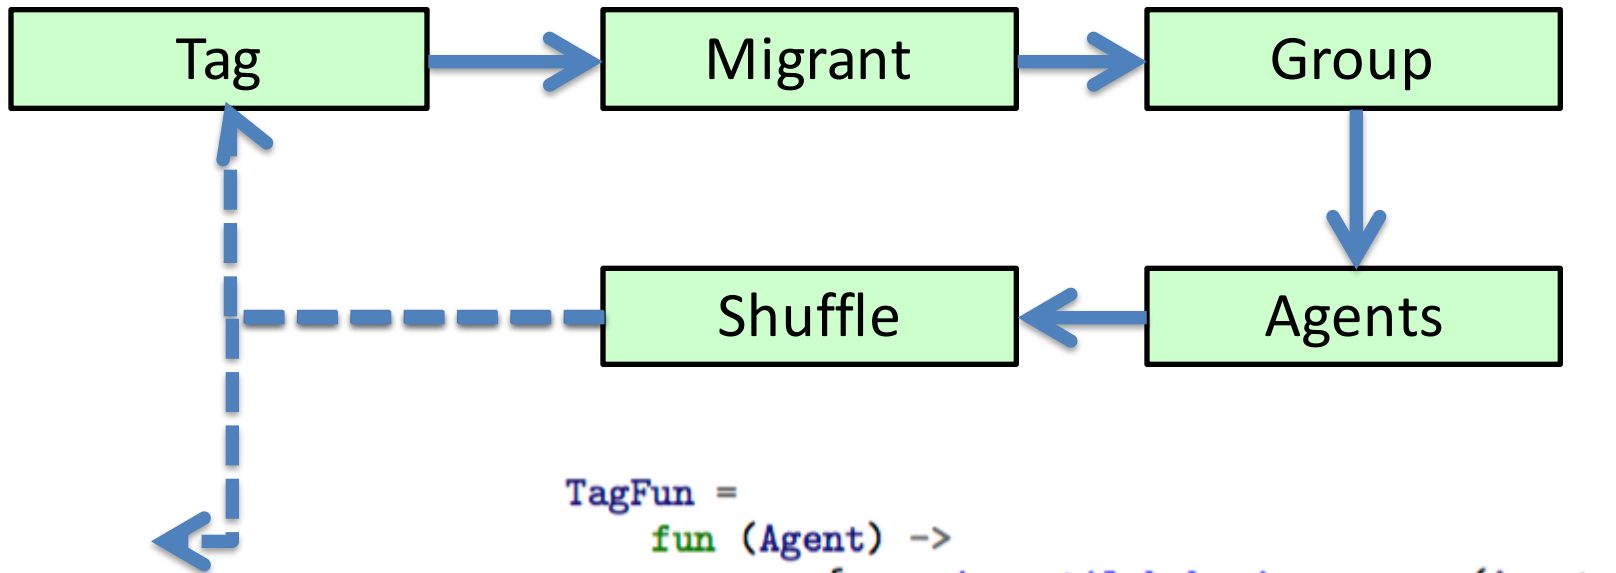 Tag
Migrant
Group
Shuffle
Agents
TagFun =
fun (Agent) ->